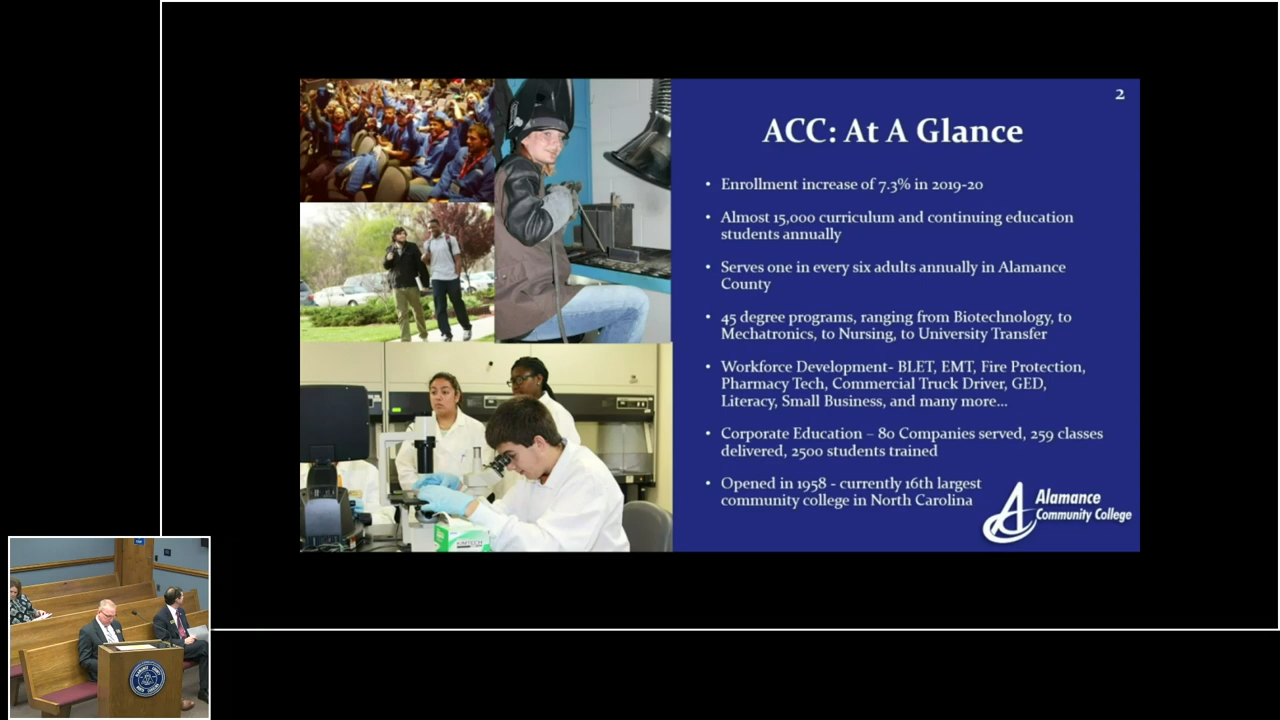 2
ACC: At A Glance
• Enrollment increase of 7.3% in 2019-20
• Almost 15,000 curriculum and continuing education
students annually
• Serves one in every six adults annually in Alamance
County
• 45 degree programs, ranging from Biotechnology, to
Mechatronics, to Nursing, to University Transfer
• Workforce Development- BLET, EMT, Fire Protection,
Pharmacy Tech, Commercial Truck Driver, GED,
Literacy, Small Business, and many more...
• Corporate Education – 80 Companies served, 259 classes
delivered, 2500 students trained
• Opened in 1958 - currently 16th largest
community college in North Carolina
Alamance
Community College